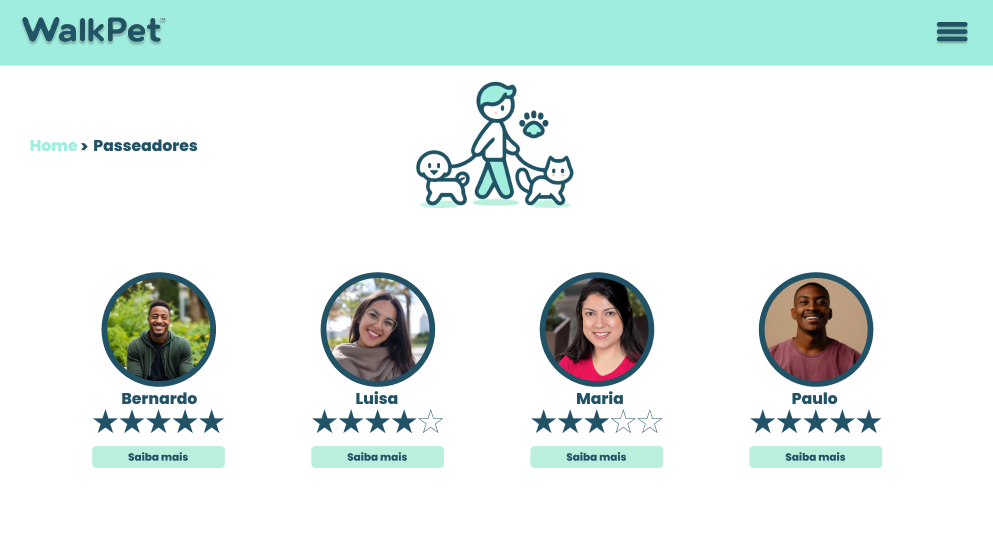 WalkPet
Home > Passeadores
Bernardo
Luisa
Maria
Paulo
Saiba mais
Saiba mais
Saiba mais
Saiba mais